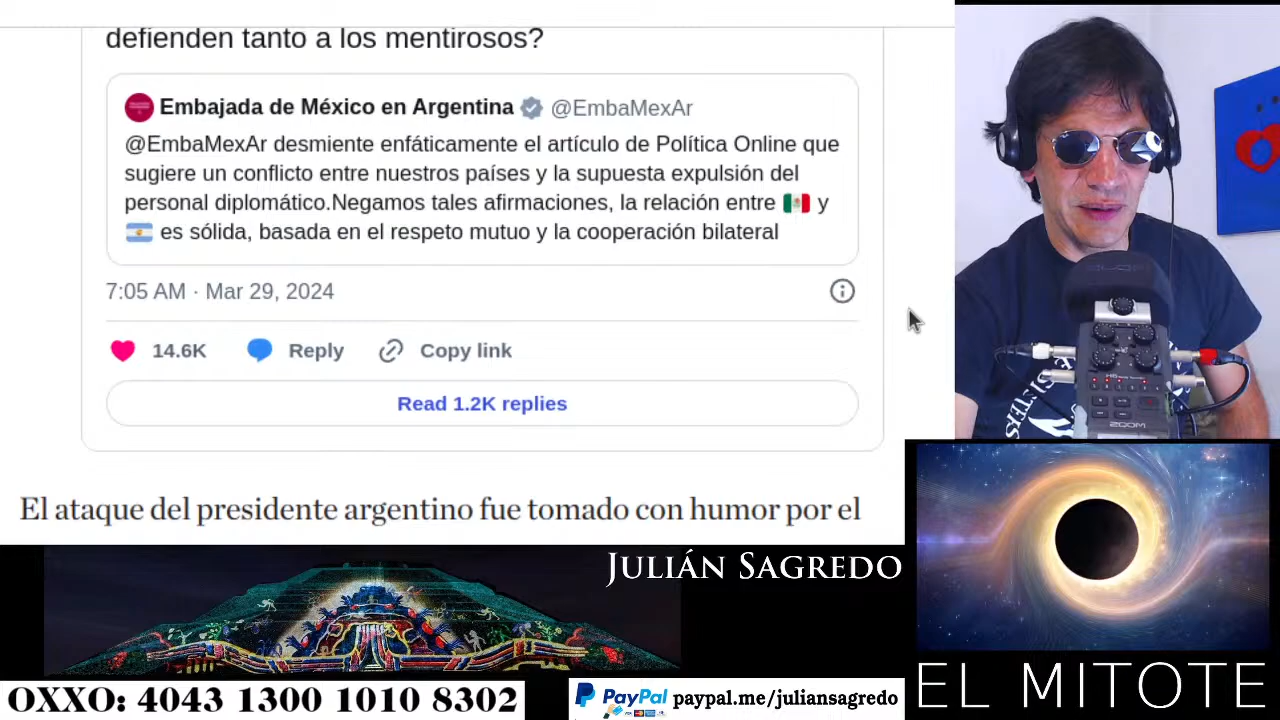 defienden tanto a los mentirosos?
Embajada de México en Argentina @EmbaMexAr
@EmbaMexAr desmiente enfáticamente el artículo de Política Online que
sugiere un conflicto entre nuestros países y la supuesta expulsión del
personal diplomático.Negamos tales afirmaciones, la relación entre 🇲🇽 y
🇦🇷 es sólida, basada en el respeto mutuo y la cooperación bilateral
7:05 AM · Mar 29, 2024
14.6K Reply Copy link
Read 1.2K replies
El ataque del presidente argentino fue tomado con humor por el
SISTERS
zoom
JULIÁN SAGREDO
EL MITOTE
OXXO: 4043 1300 1010 8302
PayPal paypal.me/juliansagredo